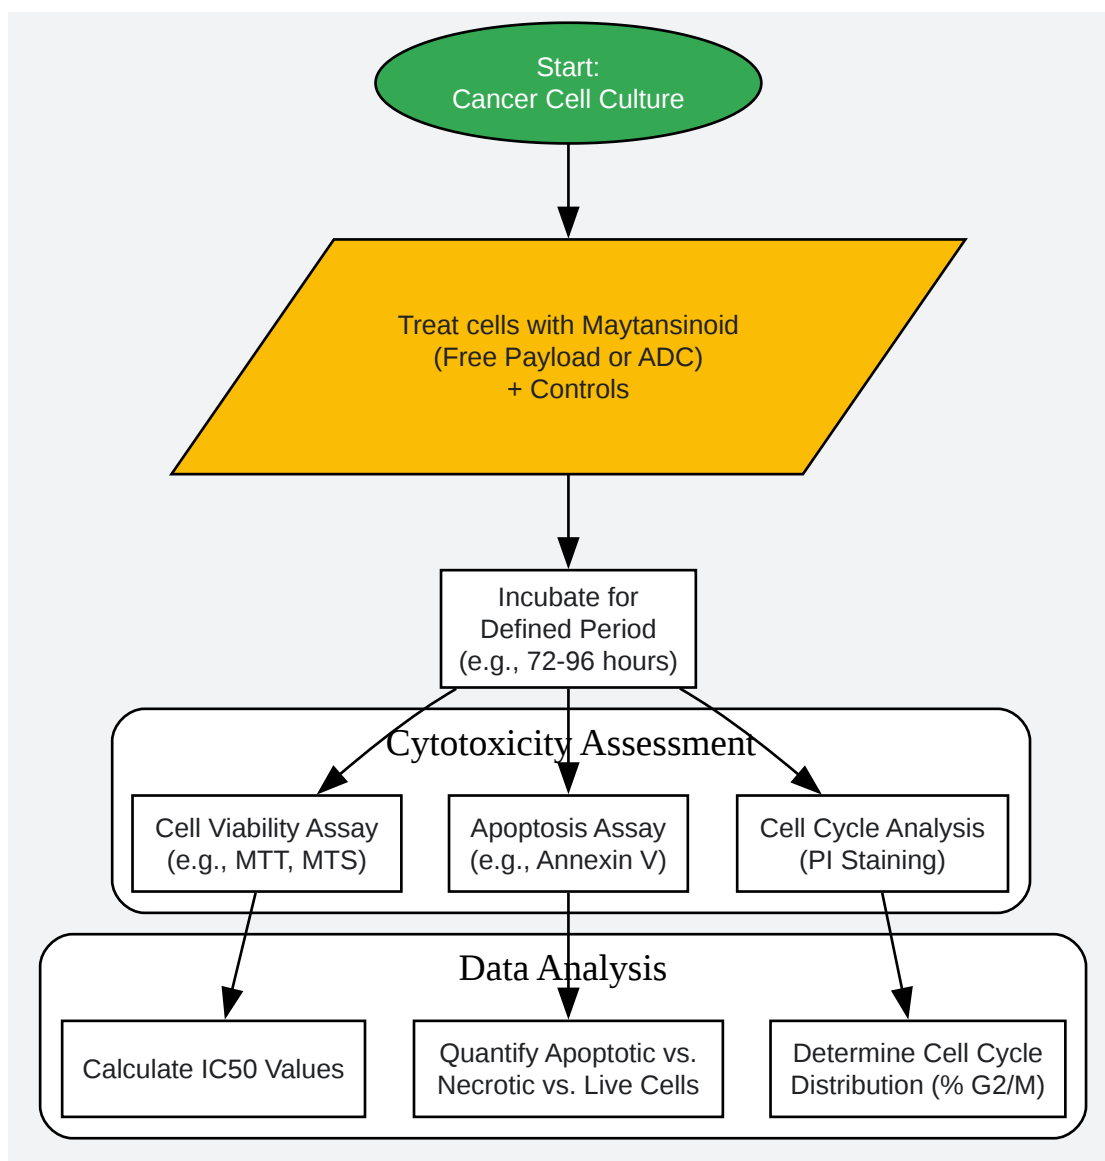 Start:
Cancer Cell Culture
Treat cells with Maytansinoid
(Free Payload or ADC)
+ Controls
Incubate for
Defined Period
(e.g., 72-96 hours)
Cytotoxicity Assessment
Cell Viability Assay
(e.g., MTT, MTS)
Apoptosis Assay
(e.g., Annexin V)
Cell Cycle Analysis
(PI Staining)
Data Analysis
Calculate IC50 Values
Quantify Apoptotic vs.
Necrotic vs. Live Cells
Determine Cell Cycle
Distribution (% G2/M)